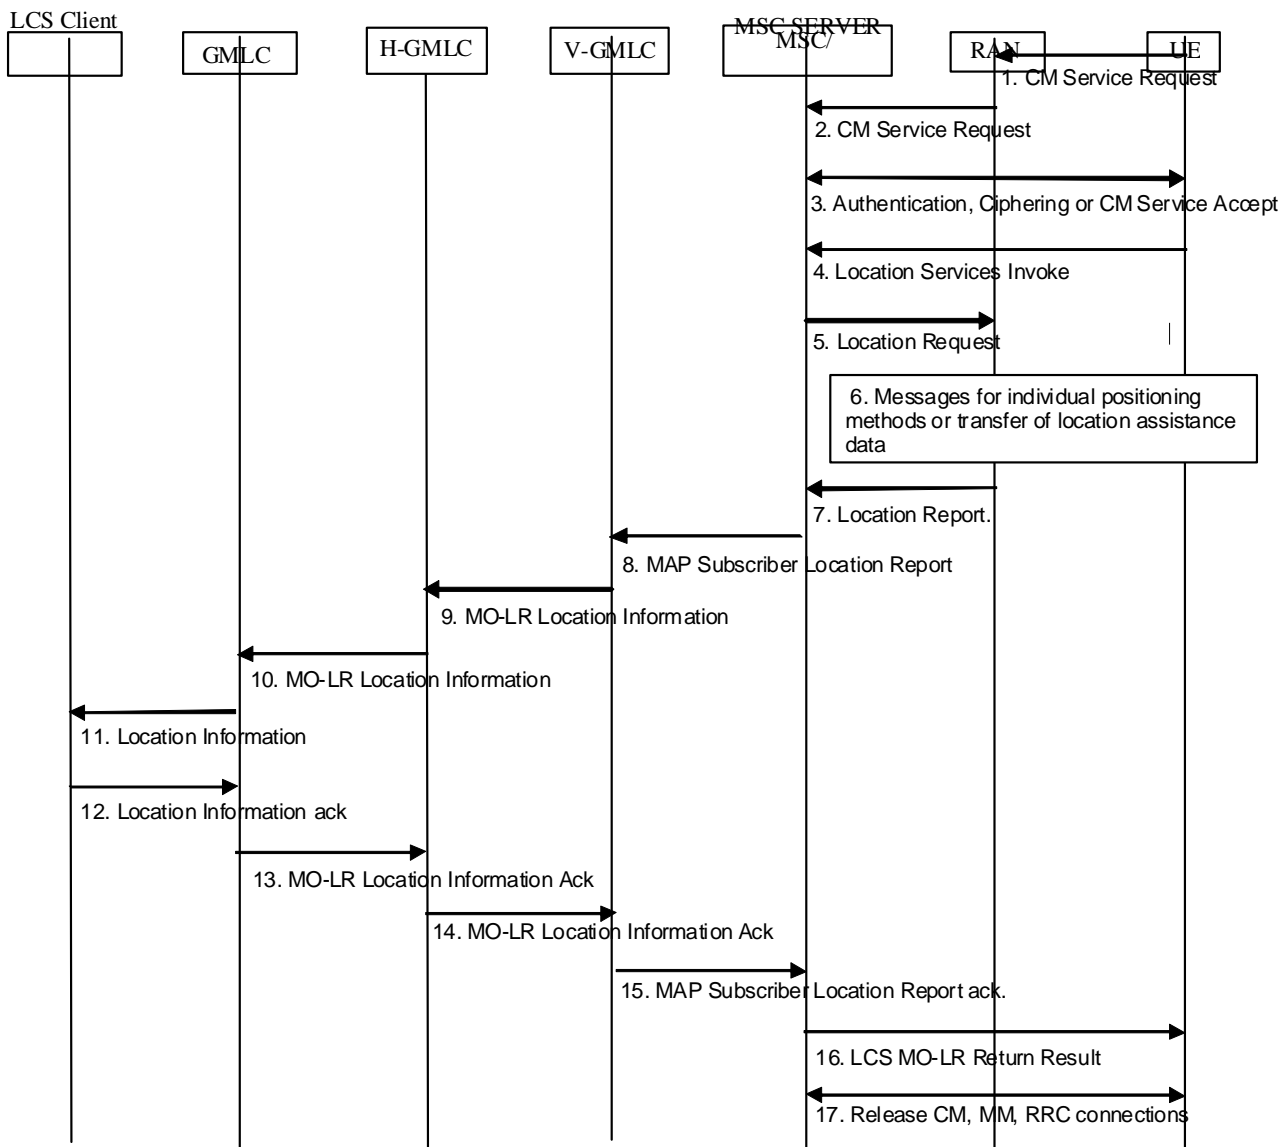 LCS Client
GMLC
H-GMLC
V-GMLC
MSC SERVER
MSC/
RAN
UE
1. CM Service Request
2. CM Service Request
3. Authentication, Ciphering or CM Service Accept
4. Location Services Invoke
5. Location Request
6. Messages for individual positioning
methods or transfer of location assistance
data
7. Location Report.
8. MAP Subscriber Location Report
9. MO-LR Location Information
10. MO-LR Location Information
11. Location Information
12. Location Information ack
13. MO-LR Location Information Ack
14. MO-LR Location Information Ack
15. MAP Subscriber Location Report ack.
16. LCS MO-LR Return Result
17. Release CM, MM, RRC connections